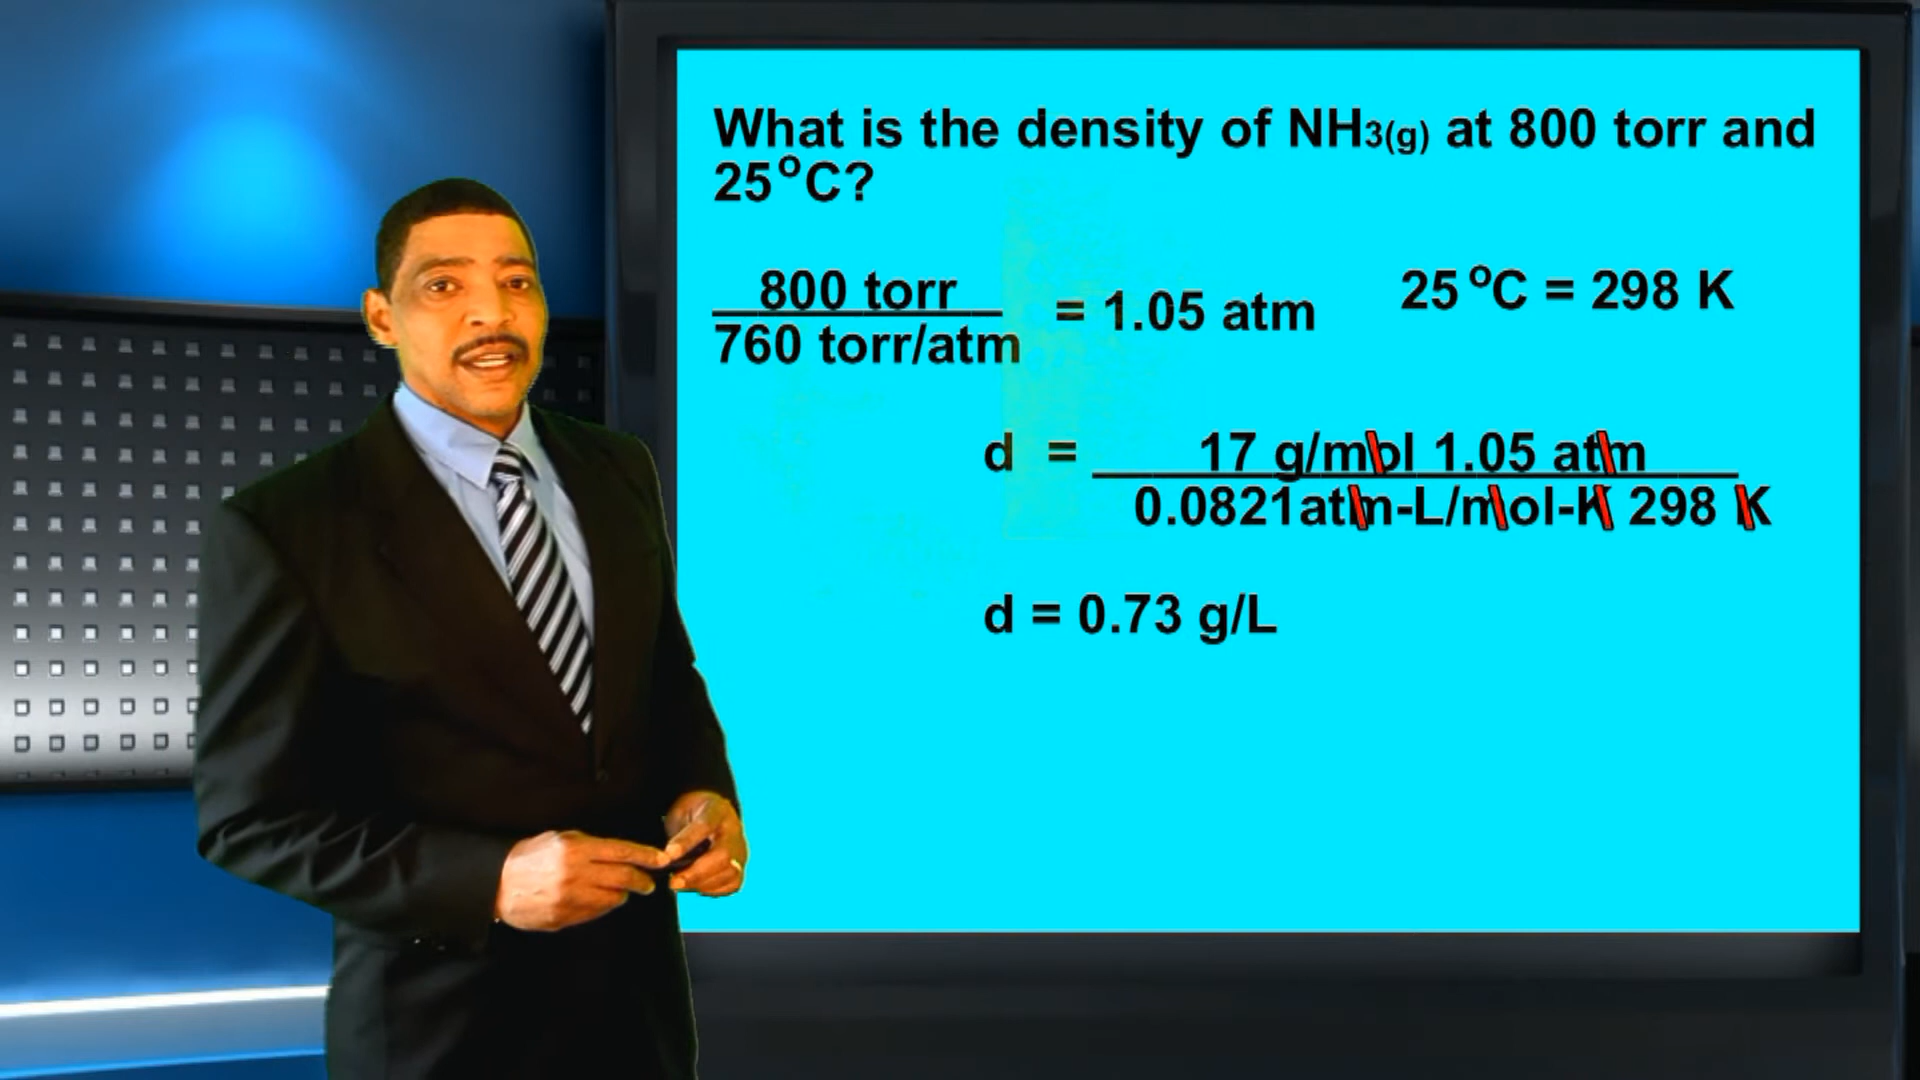 What is the density of NH3(g) at 800 torr and
25°C?
800 torr
760 torr/atm
= 1.05 atm
25 °C = 298 K
d = 17 g/mol 1.05 atm
0.0821atm-L/mol-K 298 K
d = 0.73 g/L